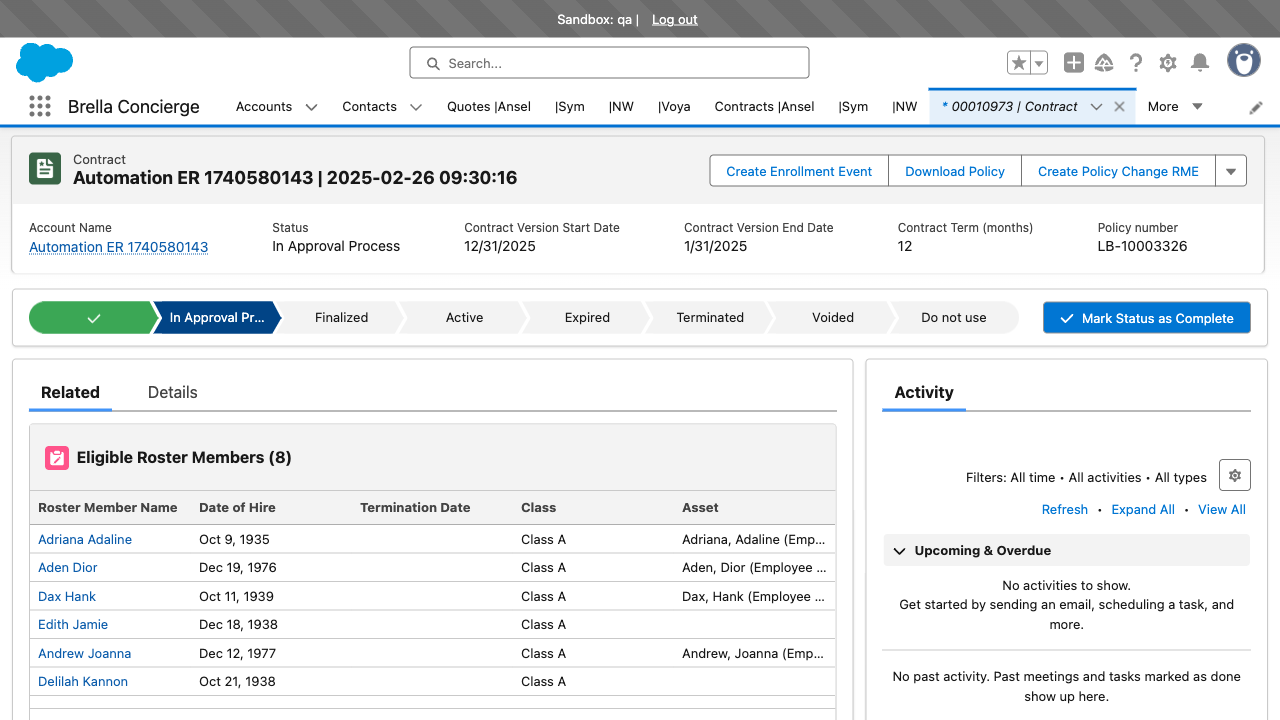 Sandbox: qa | Log out
Search...
Brella Concierge
Accounts
Contacts
Quotes |Ansel
|Sym
|NW
|Voya
Contracts |Ansel
|Sym
|NW
* 00010973 | Contract
More
Contract
Automation ER 1740580143 | 2025-02-26 09:30:16
Create Enrollment Event
Download Policy
Create Policy Change RME
Account Name
Automation ER 1740580143
Status
In Approval Process
Contract Version Start Date
12/31/2025
Contract Version End Date
1/31/2025
Contract Term (months)
12
Policy number
LB-10003326
In Approval Pr...
Finalized
Active
Expired
Terminated
Voided
Do not use
Mark Status as Complete
Related
Details
Eligible Roster Members (8)
Roster Member Name Date of Hire Termination Date Class Asset
Adriana Adaline Oct 9, 1935 Class A Adriana, Adaline (Emp...
Aden Dior Dec 19, 1976 Class A Aden, Dior (Employee ...
Dax Hank Oct 11, 1939 Class A Dax, Hank (Employee ...
Edith Jamie Dec 18, 1938 Class A
Andrew Joanna Dec 12, 1977 Class A Andrew, Joanna (Emp...
Delilah Kannon Oct 21, 1938 Class A
Activity
Filters: All time • All activities • All types
Refresh • Expand All • View All
Upcoming & Overdue
No activities to show.
Get started by sending an email, scheduling a task, and
more.
No past activity. Past meetings and tasks marked as done
show up here.